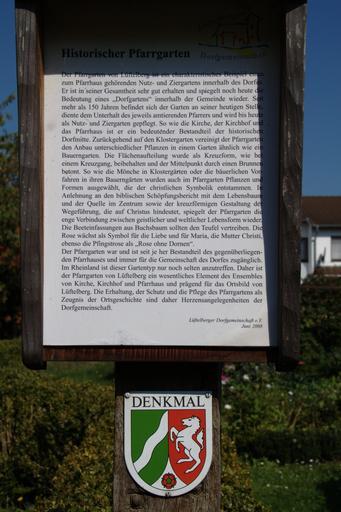 Historischer Pfarrgarten
Dorfgemeinschaft
Der Pfarrgarten von Lüftelberg ist ein charakteristisches Beispiel eines
zum Pfarrhaus gehörenden Nutz- und Ziergartens innerhalb des Dorfes.
Er ist in seiner Gesamtheit sehr gut erhalten und spiegelt noch heute die
Bedeutung eines „Dorfgartens" innerhalb der Gemeinde wieder. Seit
mehr als 150 Jahren befindet sich der Garten an seiner heutigen Stelle,
diente dem Unterhalt des jeweils amtierenden Pfarrers und wird bis heute
als Nutz- und Ziergarten gepflegt. So wie die Kirche, der Kirchhof und
das Pfarrhaus ist er ein bedeutender Bestandteil der historischen
Dorfmitte. Zurückgehend auf den Klostergarten vereinigt der Pfarrgarten
den Anbau unterschiedlicher Pflanzen in einem Garten ähnlich wie ein
Bauerngarten. Die Flächenaufteilung wurde als Kreuzform, wie bei
einem Kreuzgang, beibehalten und der Mittelpunkt durch einen Brunnen
betont. So wie die Mönche in Klostergärten oder die bäuerlichen Vor-
fahren in ihren Bauerngärten wurden auch im Pfarrgarten Pflanzen und
Formen ausgewählt, die der christlichen Symbolik entstammen. In
Anlehnung an den biblischen Schöpfungsbericht mit dem Lebensbaum
und der Quelle im Zentrum sowie der kreuzförmigen Gestaltung der
Wegeführung, die auf Christus hindeutet, spiegelt der Pfarrgarten die
enge Verbindung zwischen geistlicher und weltlicher Lebensform wieder.
Die Beeteinfassungen aus Buchsbaum sollten den Teufel vertreiben. Die
Rose wächst als Symbol für die Liebe und für Maria, die Mutter Christi,
ebenso die Pfingstrose als „Rose ohne Dornen".
Der Pfarrgarten war und ist seit je her Bestandteil des gegenüberliegen-
den Pfarrhauses und immer für die Gemeinschaft des Dorfes zugänglich.
Im Rheinland ist dieser Gartentyp nur noch selten anzutreffen. Daher ist
der Pfarrgarten von Lüftelberg ein wesentliches Element des Ensembles
von Kirche, Kirchhof und Pfarrhaus und prägend für das Ortsbild von
Lüftelberg. Die Erhaltung, der Schutz und die Pflege des Pfarrgartens als
Zeugnis der Ortsgeschichte sind daher Herzensangelegenheiten der
Dorfgemeinschaft.
Lüftelberger Dorfgemeinschaft e.V.
Juni 2008
DENKMAL